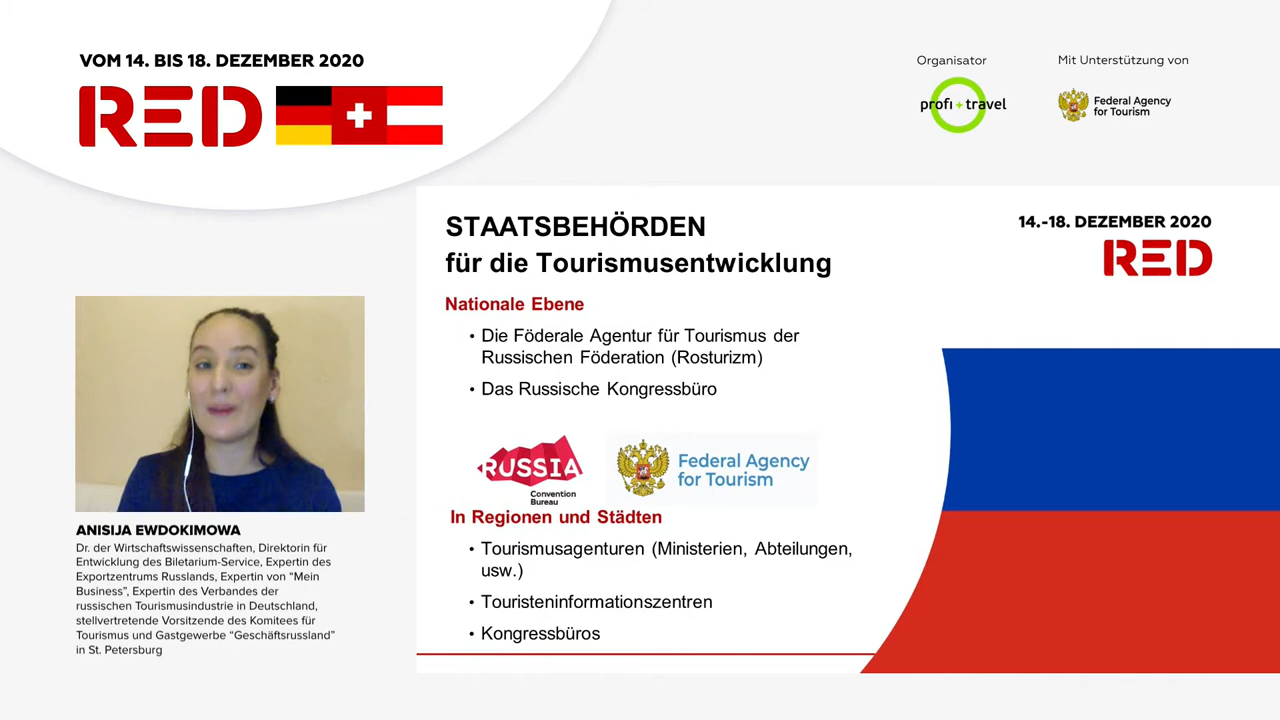 VOM 14. BIS 18. DEZEMBER 2020
RED
Organisator
profi + travel
Mit Unterstützung von
Federal Agency
for Tourism
STAATSBEHÖRDEN
für die Tourismusentwicklung
14.-18. DEZEMBER 2020
RED
Nationale Ebene
• Die Föderale Agentur für Tourismus der
Russischen Föderation (Rosturizm)
• Das Russische Kongressbüro
RUSSIA
Convention
Bureau
Federal Agency
for Tourism
In Regionen und Städten
• Tourismusagenturen (Ministerien, Abteilungen,
usw.)
• Touristeninformationszentren
• Kongressbüros
ANISIJA EWDOKIMOWA
Dr. der Wirtschaftswissenschaften, Direktorin für
Entwicklung des Biletarium-Service, Expertin des
Exportzentrums Russlands, Expertin von “Mein
Business”, Expertin des Verbandes der
russischen Tourismusindustrie in Deutschland,
stellvertretende Vorsitzende des Komitees für
Tourismus und Gastgewerbe “Geschäftsrussland”
in St. Petersburg